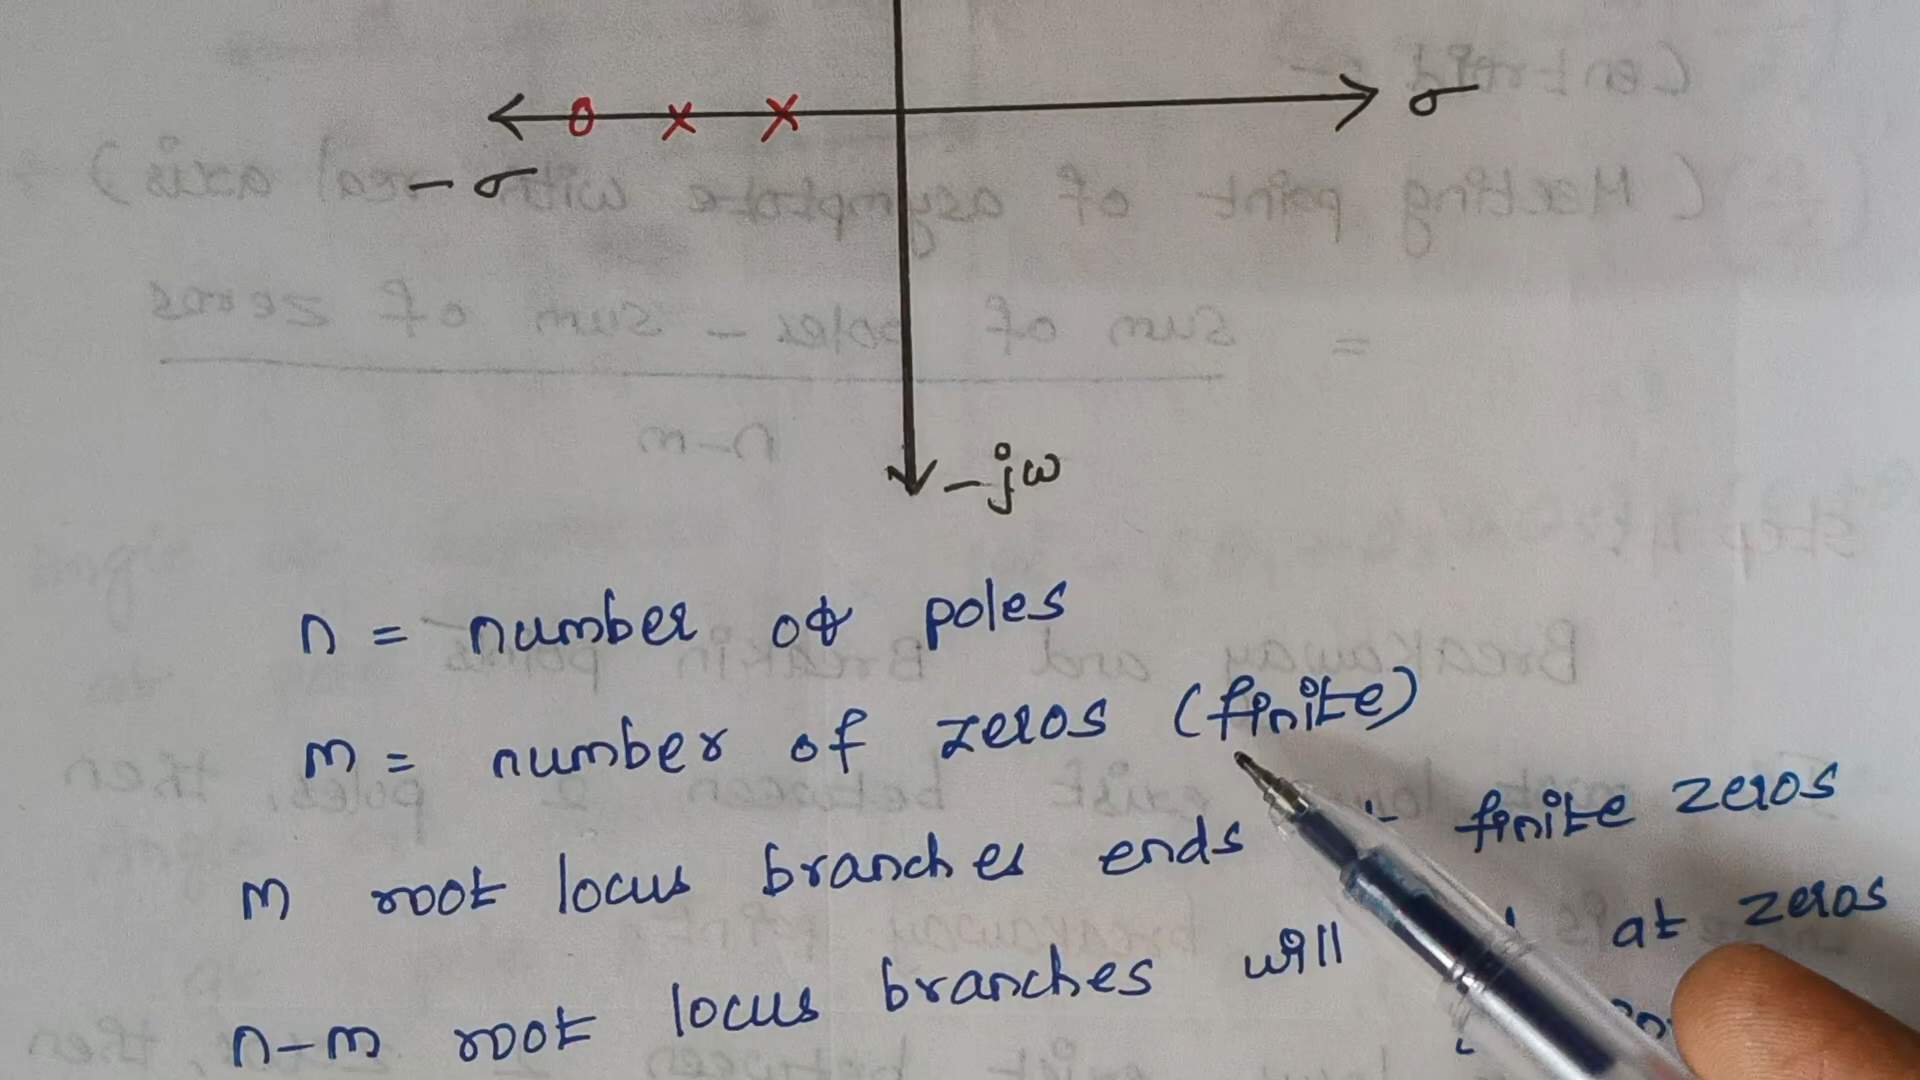 σ
-σ
-jω
n = number of poles
m = number of zeros (finite)
m root locus branches ends finite zeros
n-m root locus branches will at zeros